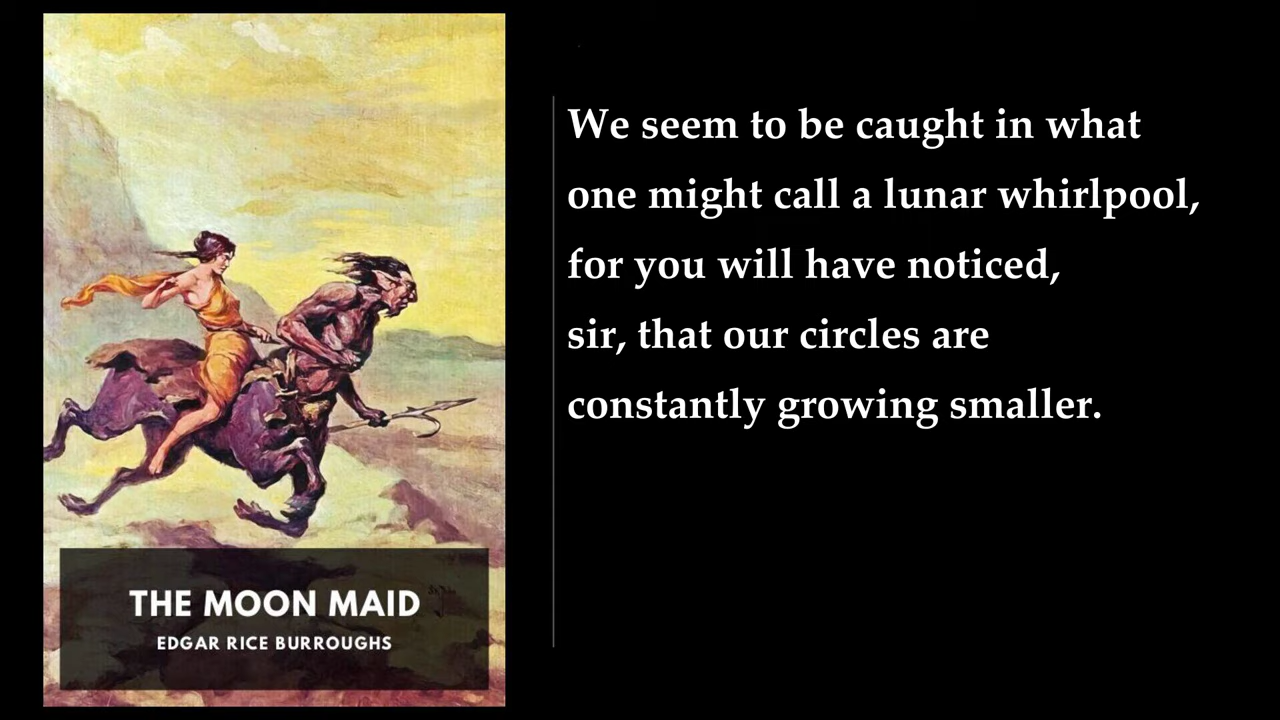 THE MOON MAID
EDGAR RICE BURROUGHS
We seem to be caught in what
one might call a lunar whirlpool,
for you will have noticed,
sir, that our circles are
constantly growing smaller.